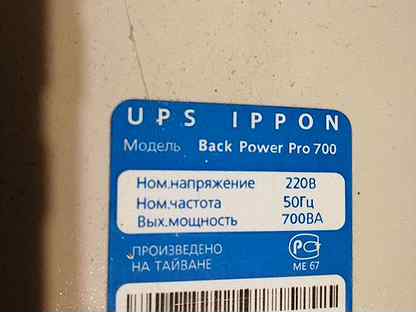 UPS IPPON
Модель Back Power Pro 700
Ном.напряжение 220В
Ном.частота 50Гц
Вых.мощность 700ВА
ПРОИЗВЕДЕНО
НА ТАЙВАНЕ
РС
МЕ 67